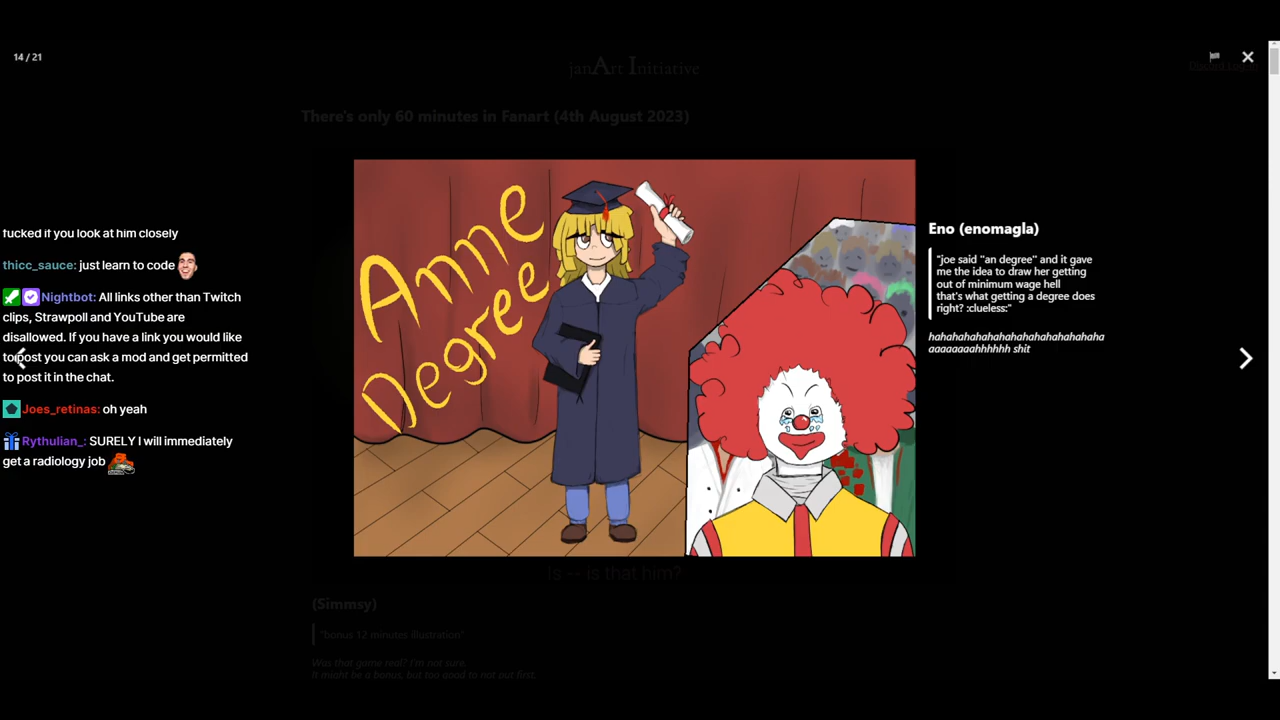 14 / 21
janArt Initiative
There's only 60 minutes in Fanart (4th August 2023)
fucked if you look at him closely
thicc_sauce: just learn to code
Nightbot: All links other than Twitch
clips, Strawpoll and YouTube are
disallowed. If you have a link you would like
to post you can ask a mod and get permitted
to post it in the chat.
Joes_retinas: oh yeah
Rythulian_: SURELY I will immediately
get a radiology job
Anne
Degree
Eno (enomagla)
"joe said "an degree" and it gave
me the idea to draw her getting
out of minimum wage hell
that's what getting a degree does
right? :clueless:"
hahahahahahahahahahahahahahaha
aaaaaaahhhhhh shit
Is -- is that him?
(Simmsy)
"bonus 12 minutes illustration"
Was that game real? I'm not sure.
It might be a bonus, but too good to not put first.